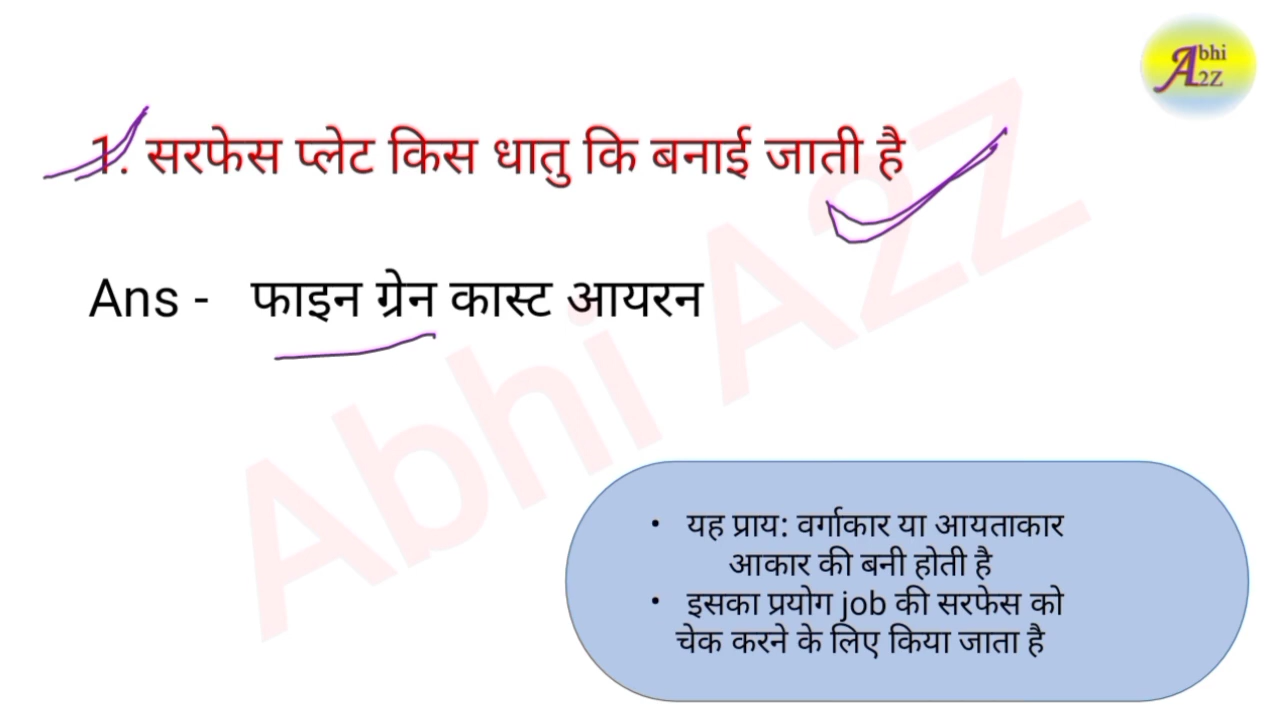 Abhi
A2Z
1. सरफेस प्लेट किस धातु कि बनाई जाती है
Ans - फाइन ग्रेन कास्ट आयरन
Abhi A2Z
• यह प्राय: वर्गाकार या आयताकार
आकार की बनी होती है
• इसका प्रयोग job की सरफेस को
चेक करने के लिए किया जाता है